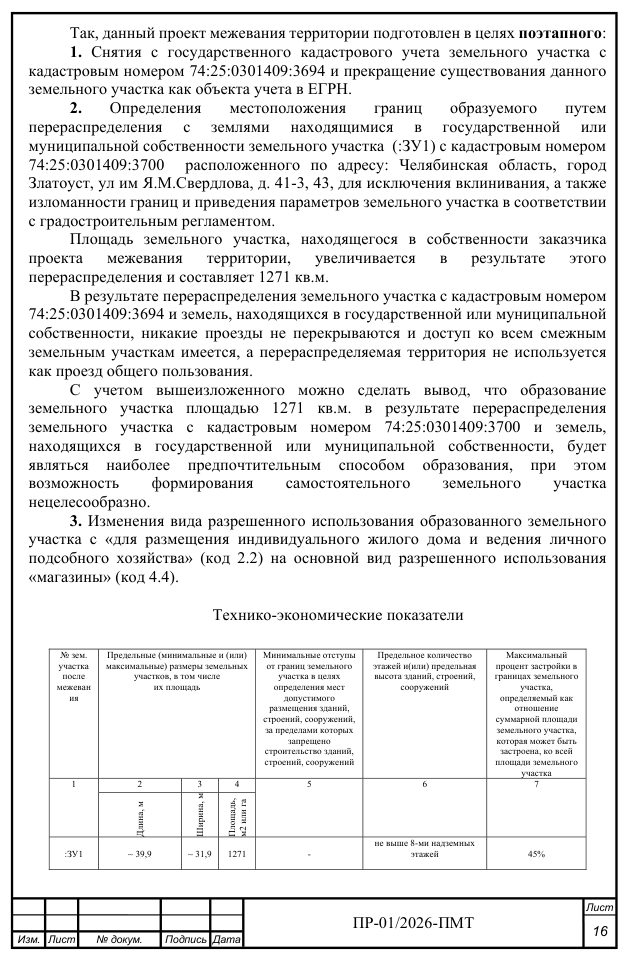 Так, данный проект межевания территории подготовлен в целях поэтапного:
1. Снятия с государственного кадастрового учета земельного участка с
кадастровым номером 74:25:0301409:3694 и прекращение существования данного
земельного участка как объекта учета в ЕГРН.
2. Определения местоположения границ образуемого путем
перераспределения с землями находящимися в государственной или
муниципальной собственности земельного участка (:ЗУ1) с кадастровым номером
74:25:0301409:3700 расположенного по адресу: Челябинская область, город
Златоуст, ул им Я.М.Свердлова, д. 41-3, 43, для исключения вклинивания, а также
изломанности границ и приведения параметров земельного участка в соответствии
с градостроительным регламентом.
Площадь земельного участка, находящегося в собственности заказчика
проекта межевания территории, увеличивается в результате этого
перераспределения и составляет 1271 кв.м.
В результате перераспределения земельного участка с кадастровым номером
74:25:0301409:3694 и земель, находящихся в государственной или муниципальной
собственности, никакие проезды не перекрываются и доступ ко всем смежным
земельным участкам имеется, а перераспределяемая территория не используется
как проезд общего пользования.
С учетом вышеизложенного можно сделать вывод, что образование
земельного участка площадью 1271 кв.м. в результате перераспределения
земельного участка с кадастровым номером 74:25:0301409:3700 и земель,
находящихся в государственной или муниципальной собственности, будет
являться наиболее предпочтительным способом образования, при этом
возможность формирования самостоятельного земельного участка
нецелесообразно.
3. Изменения вида разрешенного использования образованного земельного
участка с «для размещения индивидуального жилого дома и ведения личного
подсобного хозяйства» (код 2.2) на основной вид разрешенного использования
«магазины» (код 4.4).
Технико-экономические показатели
№ зем.
участка
после
межеван
ия
Предельные (минимальные и (или)
максимальные) размеры земельных
участков, в том числе
их площадь
Минимальные отступы
от границ земельного
участка в целях
определения мест
допустимого
размещения зданий,
строений, сооружений,
за пределами которых
запрещено
строительство зданий,
строений, сооружений
Предельное количество
этажей и(или) предельная
высота зданий, строений,
сооружений
Максимальный
процент застройки в
границах земельного
участка,
определяемый как
отношение
суммарной площади
земельного участка,
которая может быть
застроена, ко всей
площади земельного
участка
1 2 3 4 5 6 7
Длина, м
Ширина, м
Площадь,
м2 или га
:ЗУ1 ~ 39,9 ~ 31,9 1271 - не выше 8-ми надземных
этажей 45%
ПР-01/2026-ПМТ
Лист
16
Изм. Лист № докум. Подпись Дата